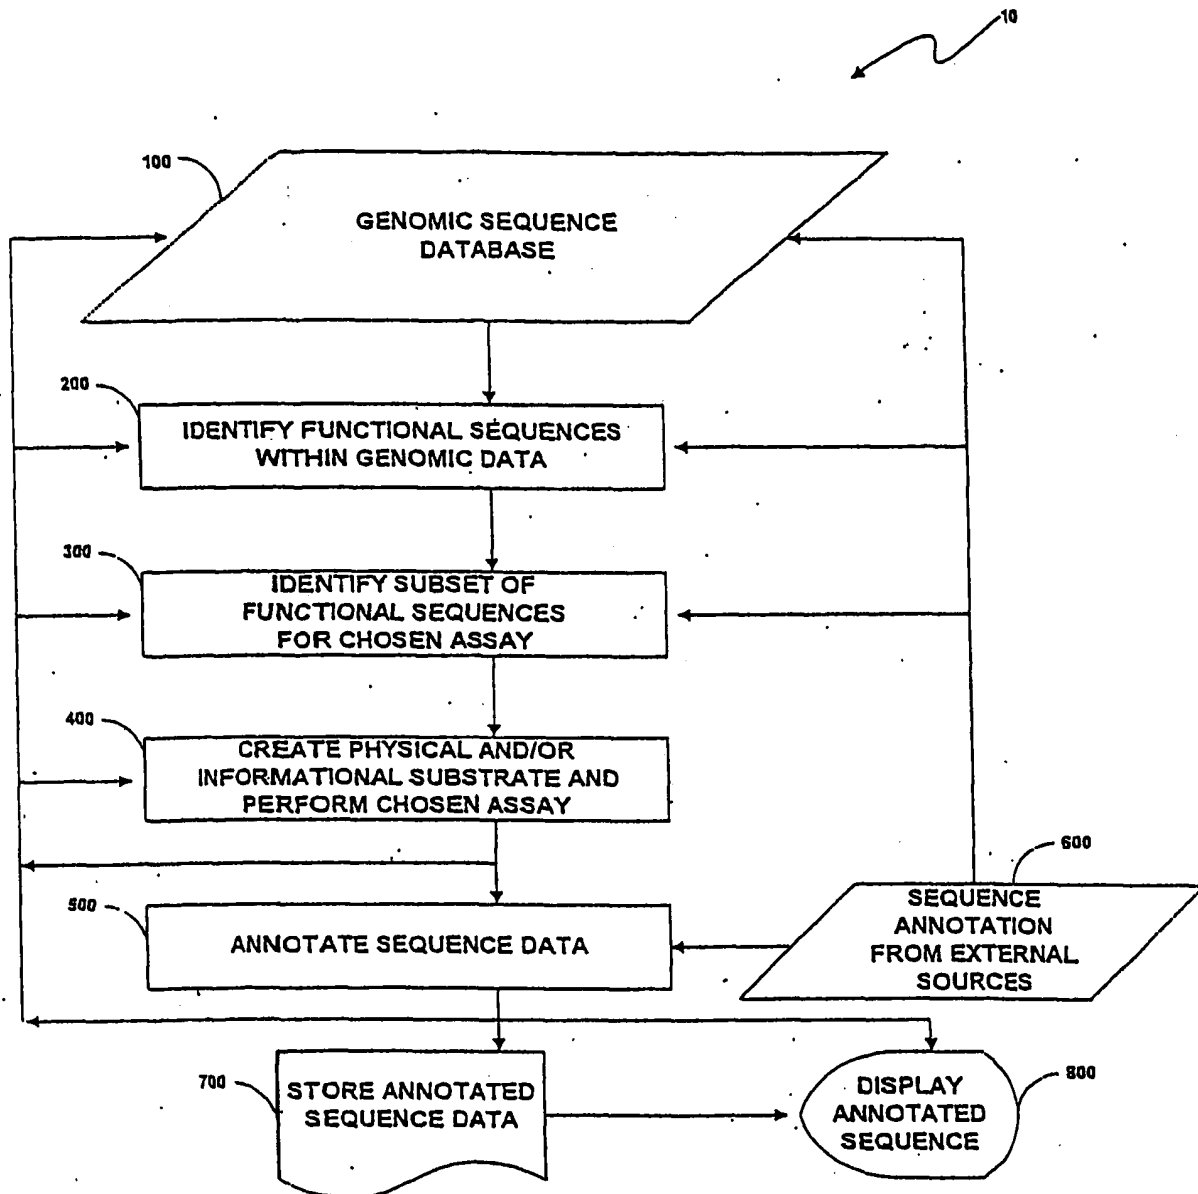 10
100
GENOMIC SEQUENCE
DATABASE
200
IDENTIFY FUNCTIONAL SEQUENCES
WITHIN GENOMIC DATA
300
IDENTIFY SUBSET OF
FUNCTIONAL SEQUENCES
FOR CHOSEN ASSAY
400
CREATE PHYSICAL AND/OR
INFORMATIONAL SUBSTRATE AND
PERFORM CHOSEN ASSAY
500
ANNOTATE SEQUENCE DATA
600
SEQUENCE
ANNOTATION
FROM EXTERNAL
SOURCES
700
STORE ANNOTATED
SEQUENCE DATA
800
DISPLAY
ANNOTATED
SEQUENCE